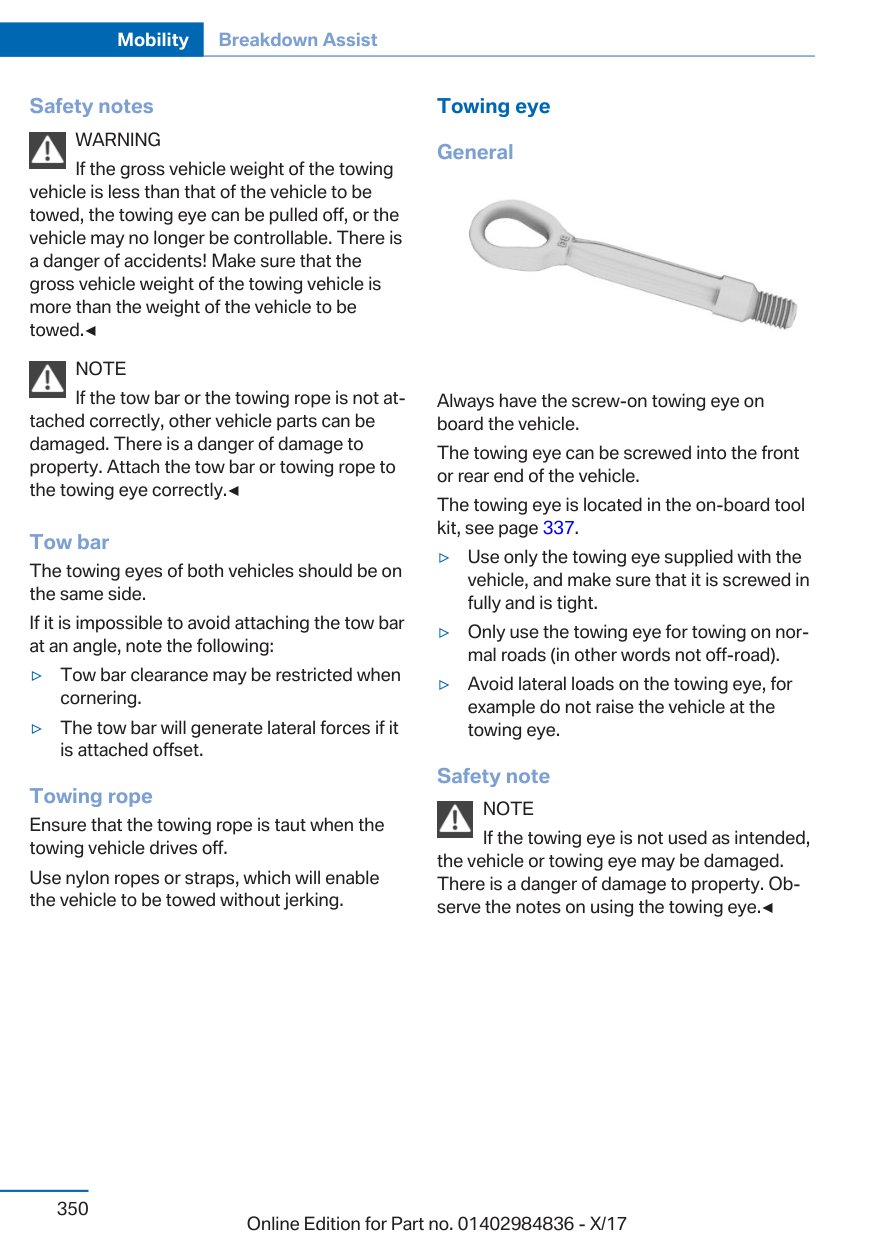 Mobility Breakdown Assist
Safety notes
WARNING
If the gross vehicle weight of the towing
vehicle is less than that of the vehicle to be
towed, the towing eye can be pulled off, or the
vehicle may no longer be controllable. There is
a danger of accidents! Make sure that the
gross vehicle weight of the towing vehicle is
more than the weight of the vehicle to be
towed.◄
NOTE
If the tow bar or the towing rope is not at-
tached correctly, other vehicle parts can be
damaged. There is a danger of damage to
property. Attach the tow bar or towing rope to
the towing eye correctly.◄
Tow bar
The towing eyes of both vehicles should be on
the same side.
If it is impossible to avoid attaching the tow bar
at an angle, note the following:
▷ Tow bar clearance may be restricted when
cornering.
▷ The tow bar will generate lateral forces if it
is attached offset.
Towing rope
Ensure that the towing rope is taut when the
towing vehicle drives off.
Use nylon ropes or straps, which will enable
the vehicle to be towed without jerking.
Towing eye
General
Always have the screw-on towing eye on
board the vehicle.
The towing eye can be screwed into the front
or rear end of the vehicle.
The towing eye is located in the on-board tool
kit, see page 337.
▷ Use only the towing eye supplied with the
vehicle, and make sure that it is screwed in
fully and is tight.
▷ Only use the towing eye for towing on nor-
mal roads (in other words not off-road).
▷ Avoid lateral loads on the towing eye, for
example do not raise the vehicle at the
towing eye.
Safety note
NOTE
If the towing eye is not used as intended,
the vehicle or towing eye may be damaged.
There is a danger of damage to property. Ob-
serve the notes on using the towing eye.◄
350
Online Edition for Part no. 01402984836 - X/17